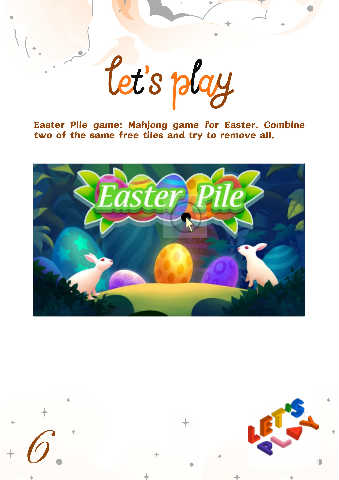 let's play
Easter Pile game: Mahjong game for Easter. Combine
two of the same free tiles and try to remove all.
Easter Pile
LET'S
PLAY
6